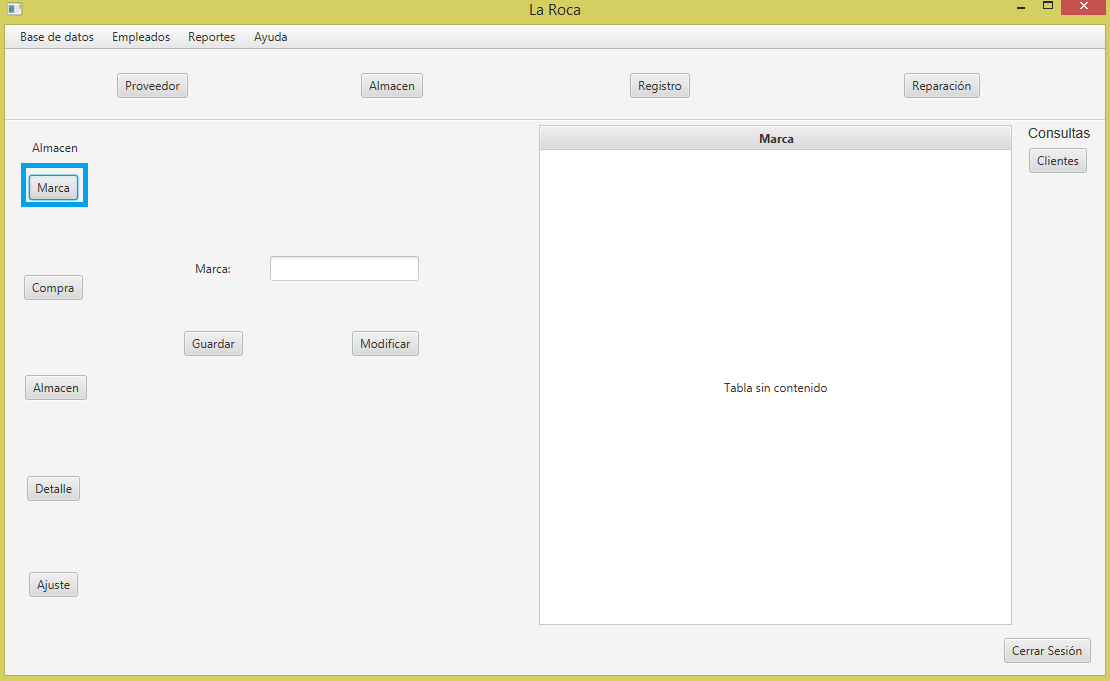 La Roca
Base de datos Empleados Reportes Ayuda
Proveedor Almacen Registro Reparación
Almacen
Marca
Compra
Almacen
Detalle
Ajuste
Marca:
Guardar Modificar
Marca
Tabla sin contenido
Consultas
Clientes
Cerrar Sesión